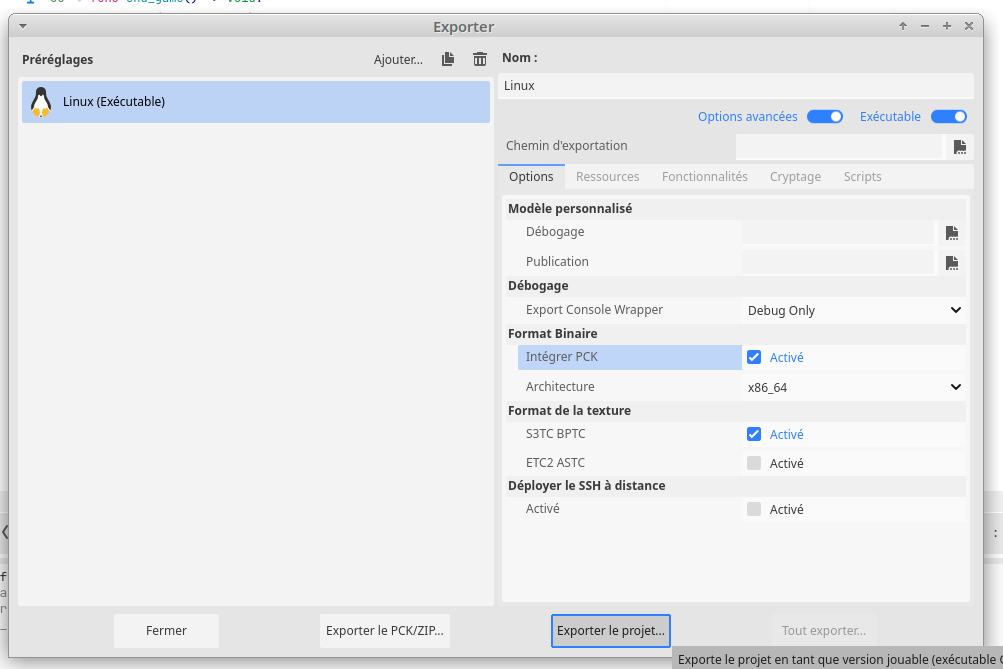 Exporter
Préréglages
Ajouter...
Nom :
Linux (Exécutable)
Linux
Options avancées
Exécutable
Chemin d'exportation
Options
Ressources
Fonctionnalités
Cryptage
Scripts
Modèle personnalisé
Débogage
Publication
Débogage
Export Console Wrapper
Debug Only
Format Binaire
Intégrer PCK
Activé
Architecture
x86_64
Format de la texture
S3TC BPTC
Activé
ETC2 ASTC
Activé
Déployer le SSH à distance
Activé
Activé
Fermer
Exporter le PCK/ZIP...
Exporter le projet...
Tout exporter...
Exporte le projet en tant que version jouable (exécutable